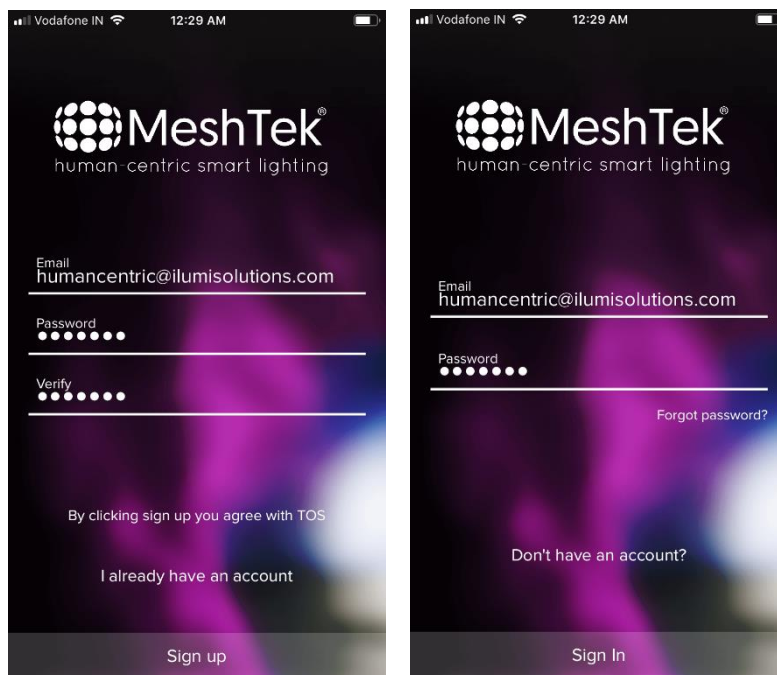 Vodafone IN 12:29 AM
MeshTek®
human-centric smart lighting
Email
humancentric@ilumisolutions.com
Password
●●●●●●●
Verify
●●●●●●●
By clicking sign up you agree with TOS
I already have an account
Sign up
Vodafone IN 12:29 AM
MeshTek®
human-centric smart lighting
Email
humancentric@ilumisolutions.com
Password
●●●●●●●
Forgot password?
Don't have an account?
Sign In